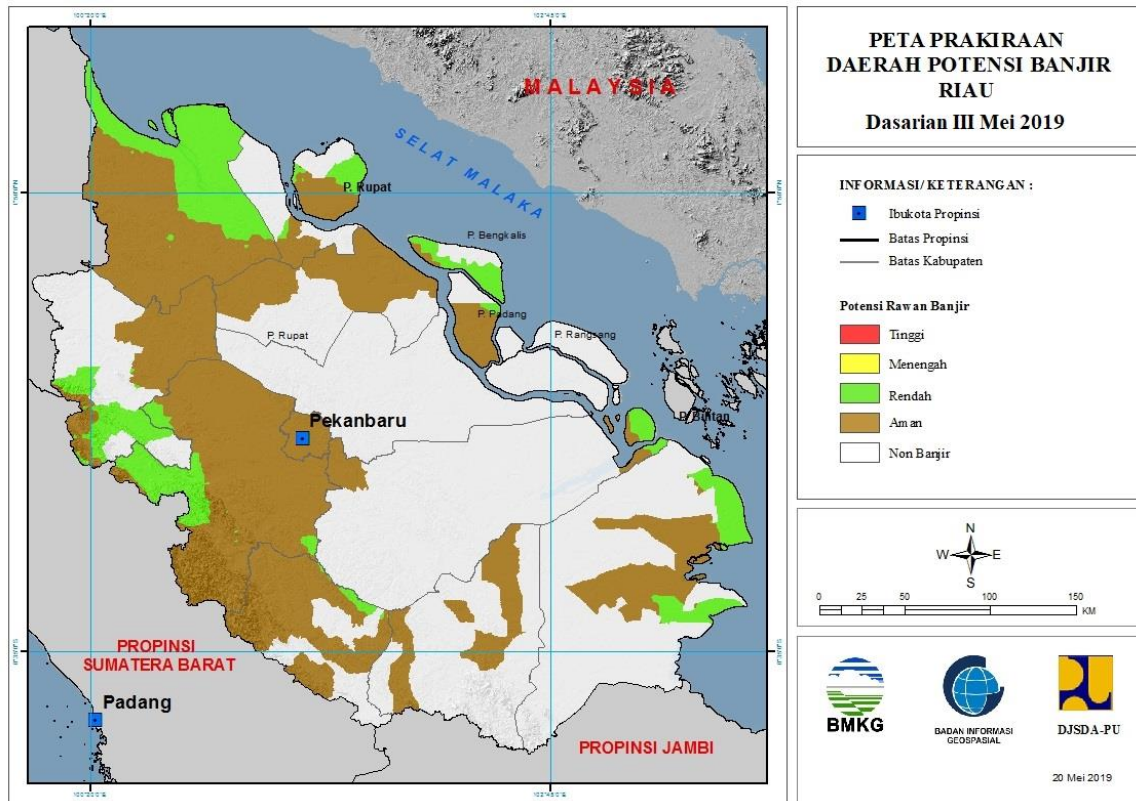 MALAYSIA
SELAT MALAKA
P. Rupat
P. Bengkalis
P. Padang
P. Rupat
P. Rangsang
P. Bintan
Pekanbaru
PROPINSI
SUMATERA BARAT
Padang
PROPINSI JAMBI
PETA PRAKIRAAN
DAERAH POTENSI BANJIR
RIAU
Dasarian III Mei 2019
INFORMASI/ KETERANGAN :
Ibukota Propinsi
Batas Propinsi
Batas Kabupaten
Potensi Rawan Banjir
Tinggi
Menengah
Rendah
Aman
Non Banjir
N
W E
S
0 25 50 100 150
KM
BMKG
BADAN INFORMASI
GEOSPASIAL
DJSDA-PU
20 Mei 2019